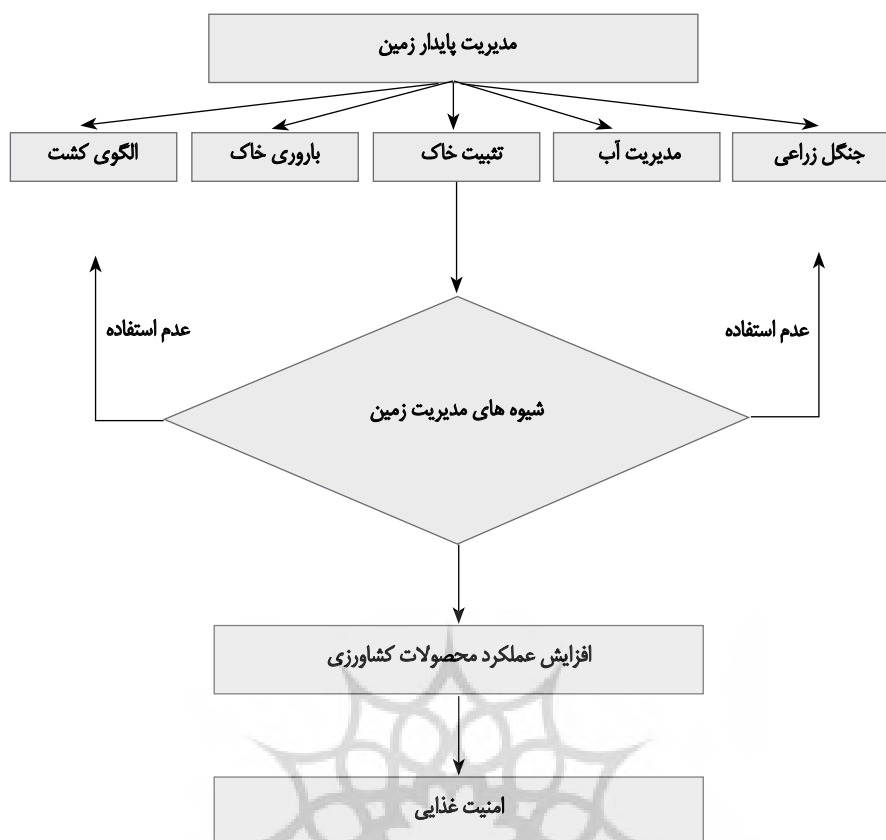 مدیریت پایدار زمین
جنگل زراعی
مدیریت آب
تثبیت خاک
باروری خاک
الگوی کشت
عدم استفاده
عدم استفاده
شیوه های مدیریت زمین
افزایش عملکرد محصولات کشاورزی
امنیت غذایی